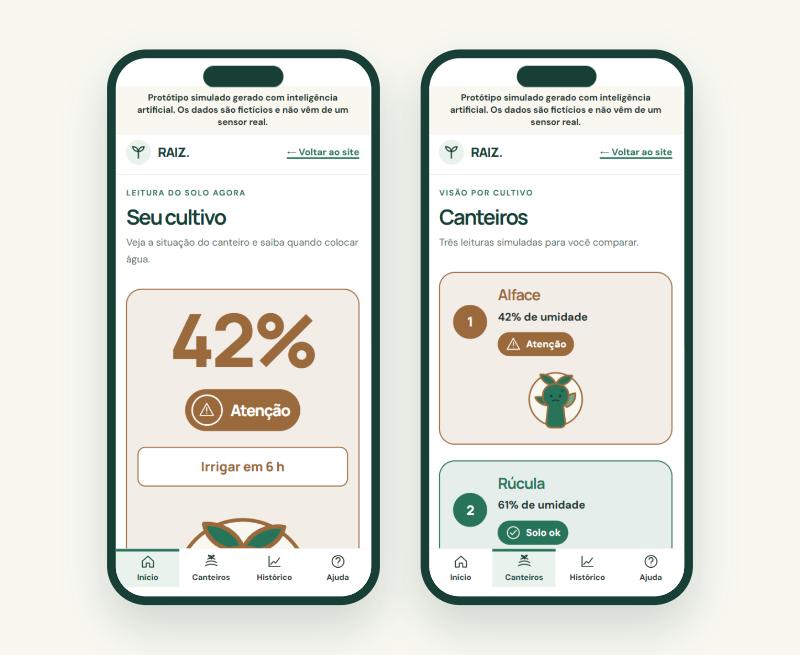 Protótipo simulado gerado com inteligência
artificial. Os dados são fictícios e não vêm de um
sensor real.
RAIZ.
← Voltar ao site
LEITURA DO SOLO AGORA
Seu cultivo
Veja a situação do canteiro e saiba quando colocar
água.
42%
Atenção
Irrigar em 6 h
Início
Canteiros
Histórico
Ajuda
Protótipo simulado gerado com inteligência
artificial. Os dados são fictícios e não vêm de um
sensor real.
RAIZ.
← Voltar ao site
VISÃO POR CULTIVO
Canteiros
Três leituras simuladas para você comparar.
1
Alface
42% de umidade
Atenção
2
Rúcula
61% de umidade
Solo ok
Início
Canteiros
Histórico
Ajuda